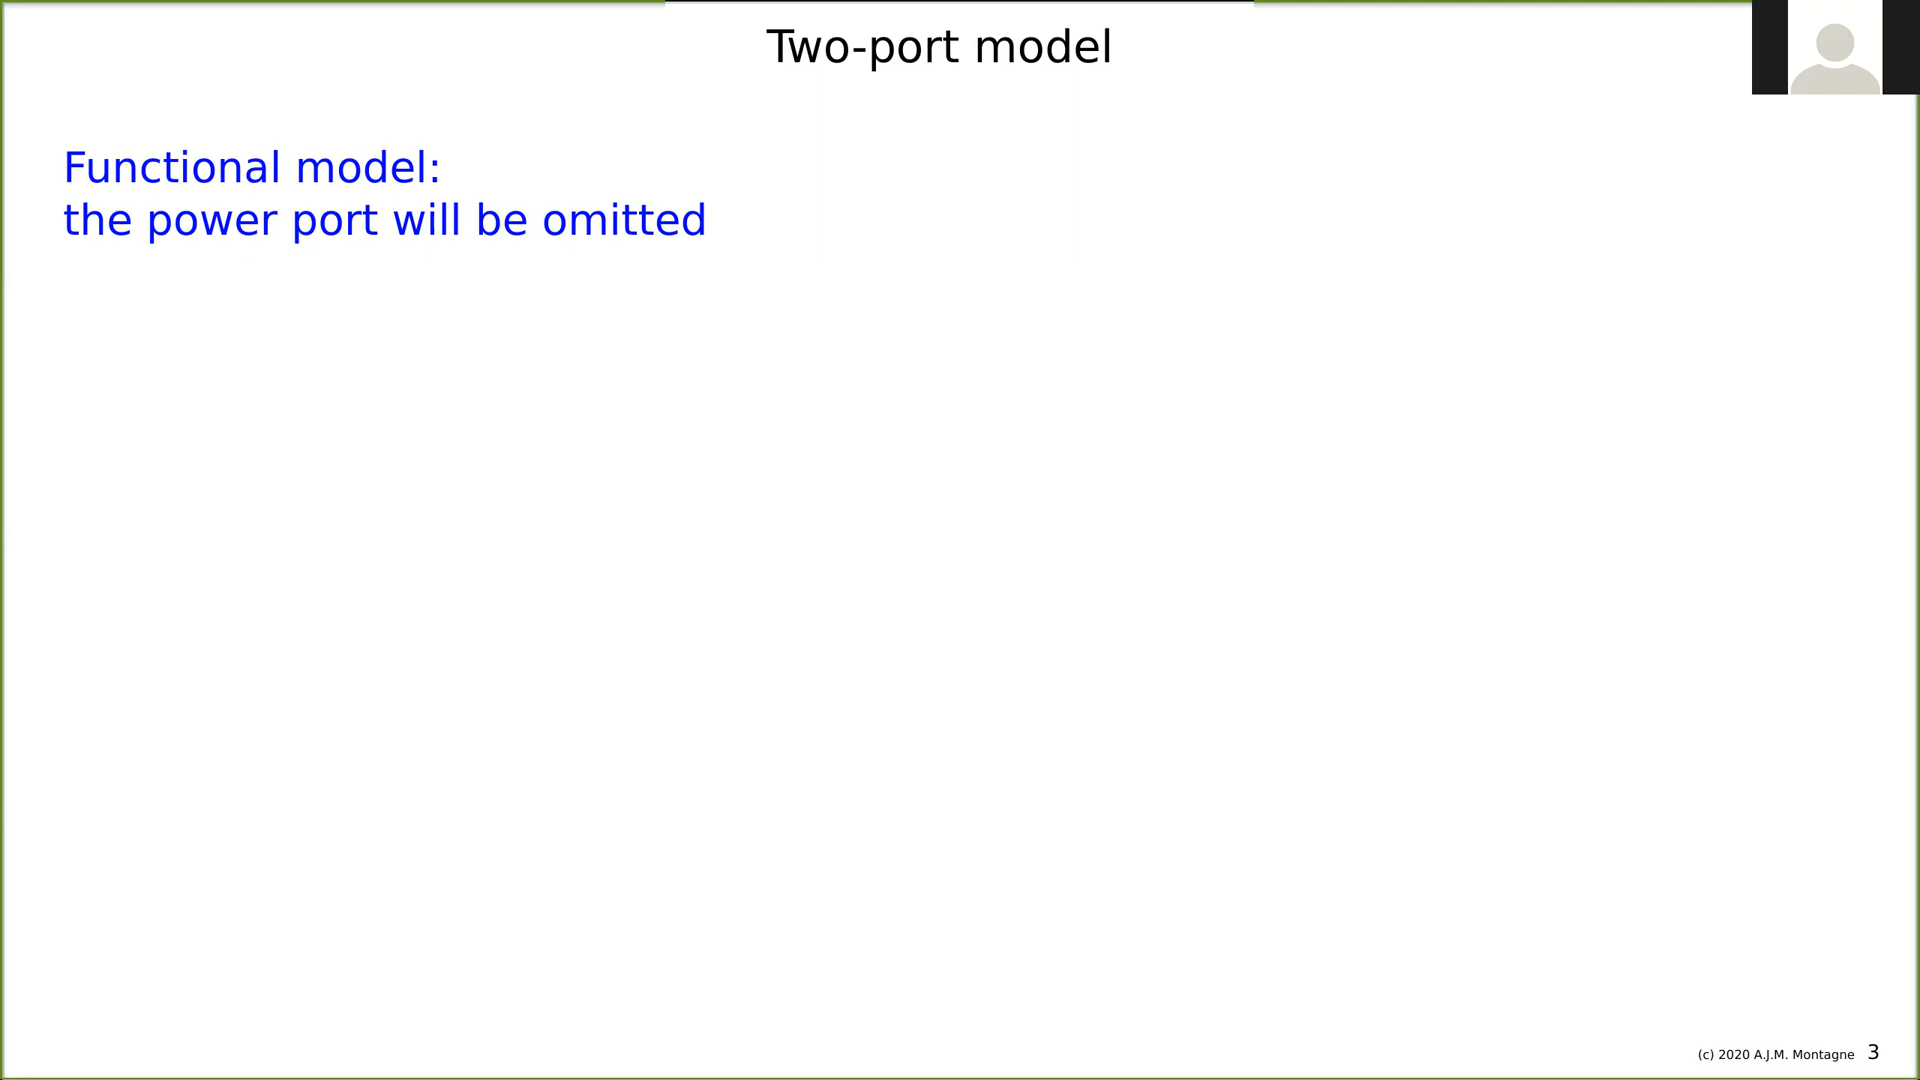 Two-port model
Functional model:
the power port will be omitted
(c) 2020 A.J.M. Montagne 3